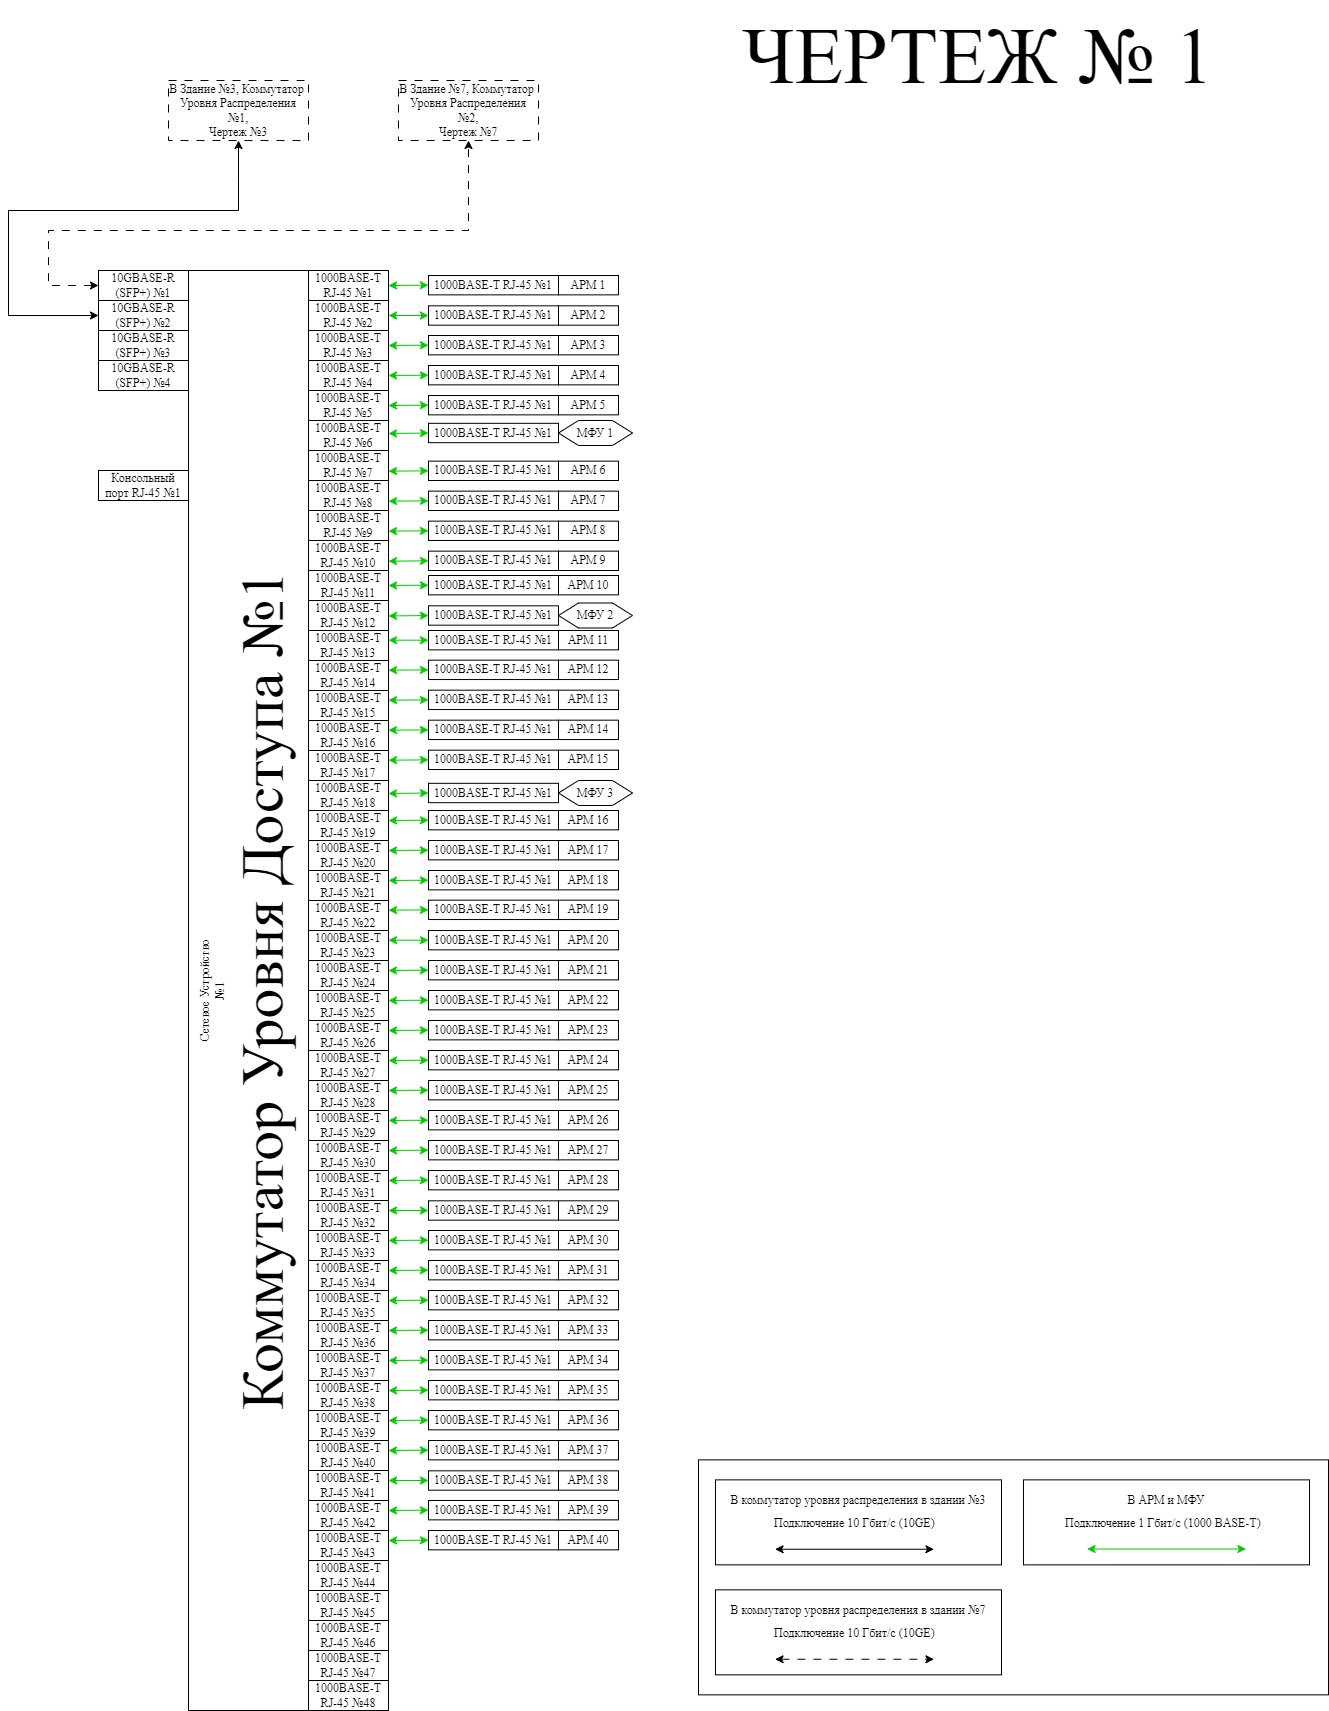 ЧЕРТЕЖ № 1
В Здание №3, Коммутатор
Уровня Распределения
№1,
Чертеж №3
В Здание №7, Коммутатор
Уровня Распределения
№2,
Чертеж №7
10GBASE-R
(SFP+) №1
10GBASE-R
(SFP+) №2
10GBASE-R
(SFP+) №3
10GBASE-R
(SFP+) №4
Консольный
порт RJ-45 №1
Сетевое Устройство
№1
Коммутатор Уровня Доступа №1
1000BASE-T
RJ-45 №1
1000BASE-T RJ-45 №1
АРМ 1
1000BASE-T
RJ-45 №2
1000BASE-T RJ-45 №1
АРМ 2
1000BASE-T
RJ-45 №3
1000BASE-T RJ-45 №1
АРМ 3
1000BASE-T
RJ-45 №4
1000BASE-T RJ-45 №1
АРМ 4
1000BASE-T
RJ-45 №5
1000BASE-T RJ-45 №1
АРМ 5
1000BASE-T
RJ-45 №6
1000BASE-T RJ-45 №1
МФУ 1
1000BASE-T
RJ-45 №7
1000BASE-T RJ-45 №1
АРМ 6
1000BASE-T
RJ-45 №8
1000BASE-T RJ-45 №1
АРМ 7
1000BASE-T
RJ-45 №9
1000BASE-T RJ-45 №1
АРМ 8
1000BASE-T
RJ-45 №10
1000BASE-T RJ-45 №1
АРМ 9
1000BASE-T
RJ-45 №11
1000BASE-T RJ-45 №1
АРМ 10
1000BASE-T
RJ-45 №12
1000BASE-T RJ-45 №1
МФУ 2
1000BASE-T
RJ-45 №13
1000BASE-T RJ-45 №1
АРМ 11
1000BASE-T
RJ-45 №14
1000BASE-T RJ-45 №1
АРМ 12
1000BASE-T
RJ-45 №15
1000BASE-T RJ-45 №1
АРМ 13
1000BASE-T
RJ-45 №16
1000BASE-T RJ-45 №1
АРМ 14
1000BASE-T
RJ-45 №17
1000BASE-T RJ-45 №1
АРМ 15
1000BASE-T
RJ-45 №18
1000BASE-T RJ-45 №1
МФУ 3
1000BASE-T
RJ-45 №19
1000BASE-T RJ-45 №1
АРМ 16
1000BASE-T
RJ-45 №20
1000BASE-T RJ-45 №1
АРМ 17
1000BASE-T
RJ-45 №21
1000BASE-T RJ-45 №1
АРМ 18
1000BASE-T
RJ-45 №22
1000BASE-T RJ-45 №1
АРМ 19
1000BASE-T
RJ-45 №23
1000BASE-T RJ-45 №1
АРМ 20
1000BASE-T
RJ-45 №24
1000BASE-T RJ-45 №1
АРМ 21
1000BASE-T
RJ-45 №25
1000BASE-T RJ-45 №1
АРМ 22
1000BASE-T
RJ-45 №26
1000BASE-T RJ-45 №1
АРМ 23
1000BASE-T
RJ-45 №27
1000BASE-T RJ-45 №1
АРМ 24
1000BASE-T
RJ-45 №28
1000BASE-T RJ-45 №1
АРМ 25
1000BASE-T
RJ-45 №29
1000BASE-T RJ-45 №1
АРМ 26
1000BASE-T
RJ-45 №30
1000BASE-T RJ-45 №1
АРМ 27
1000BASE-T
RJ-45 №31
1000BASE-T RJ-45 №1
АРМ 28
1000BASE-T
RJ-45 №32
1000BASE-T RJ-45 №1
АРМ 29
1000BASE-T
RJ-45 №33
1000BASE-T RJ-45 №1
АРМ 30
1000BASE-T
RJ-45 №34
1000BASE-T RJ-45 №1
АРМ 31
1000BASE-T
RJ-45 №35
1000BASE-T RJ-45 №1
АРМ 32
1000BASE-T
RJ-45 №36
1000BASE-T RJ-45 №1
АРМ 33
1000BASE-T
RJ-45 №37
1000BASE-T RJ-45 №1
АРМ 34
1000BASE-T
RJ-45 №38
1000BASE-T RJ-45 №1
АРМ 35
1000BASE-T
RJ-45 №39
1000BASE-T RJ-45 №1
АРМ 36
1000BASE-T
RJ-45 №40
1000BASE-T RJ-45 №1
АРМ 37
1000BASE-T
RJ-45 №41
1000BASE-T RJ-45 №1
АРМ 38
1000BASE-T
RJ-45 №42
1000BASE-T RJ-45 №1
АРМ 39
1000BASE-T
RJ-45 №43
1000BASE-T RJ-45 №1
АРМ 40
1000BASE-T
RJ-45 №44
1000BASE-T
RJ-45 №45
1000BASE-T
RJ-45 №46
1000BASE-T
RJ-45 №47
1000BASE-T
RJ-45 №48
В коммутатор уровня распределения в здании №3
Подключение 10 Гбит/с (10GE)
В АРМ и МФУ
Подключение 1 Гбит/с (1000 BASE-T)
В коммутатор уровня распределения в здании №7
Подключение 10 Гбит/с (10GE)